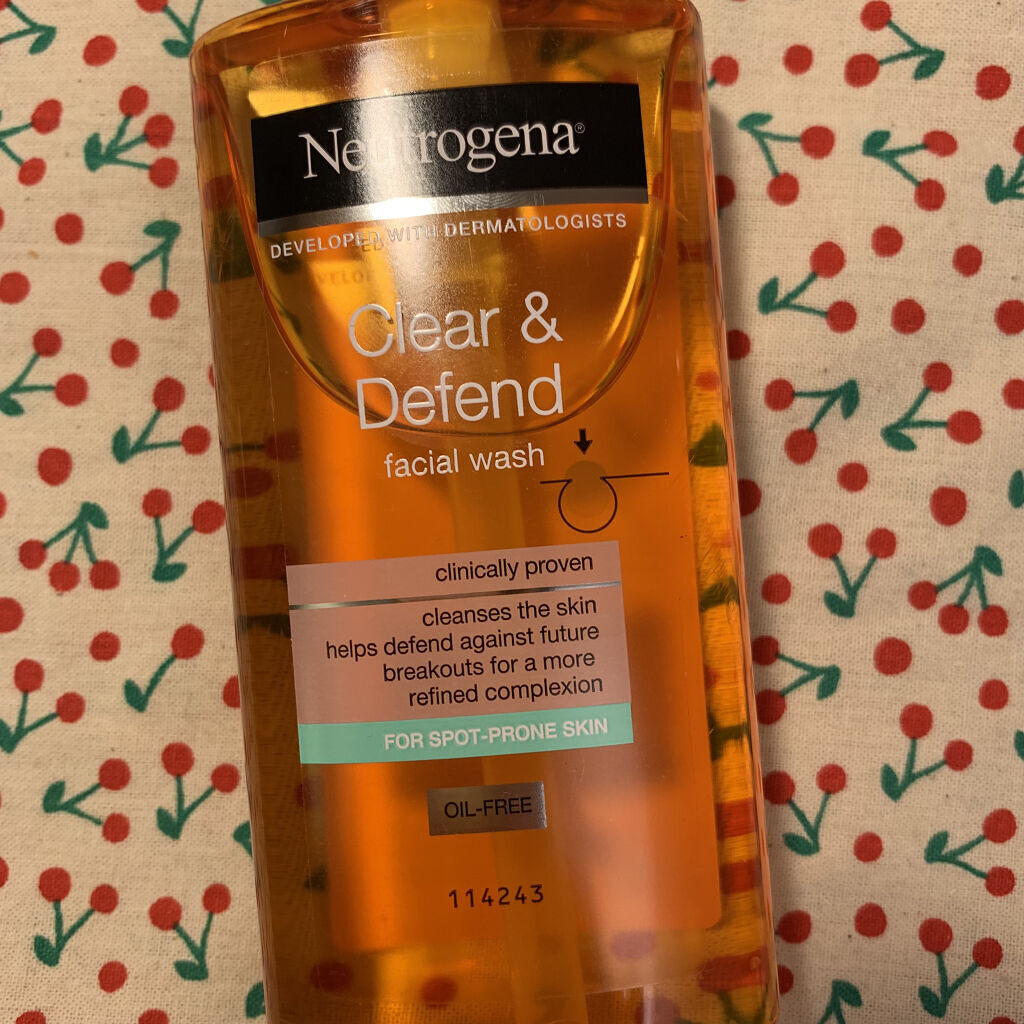 Neutrogena®
DEVELOPED WITH DERMATOLOGISTS
Clear &
Defend
facial wash
clinically proven
cleanses the skin
helps defend against future
breakouts for a more
refined complexion
FOR SPOT-PRONE SKIN
OIL-FREE
114243